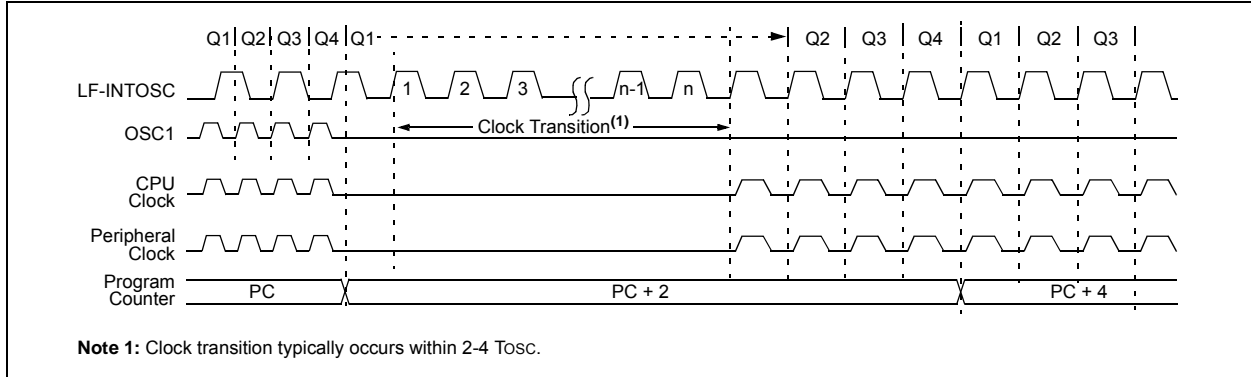 Q1 Q2 Q3 Q4 Q1 Q2 Q3 Q4 Q1 Q2 Q3
LF-INTOSC
1 2 3 n-1 n
OSC1
Clock Transition(1)
CPU
Clock
Peripheral
Clock
Program
Counter
PC PC + 2 PC + 4
Note 1: Clock transition typically occurs within 2-4 TOSC.